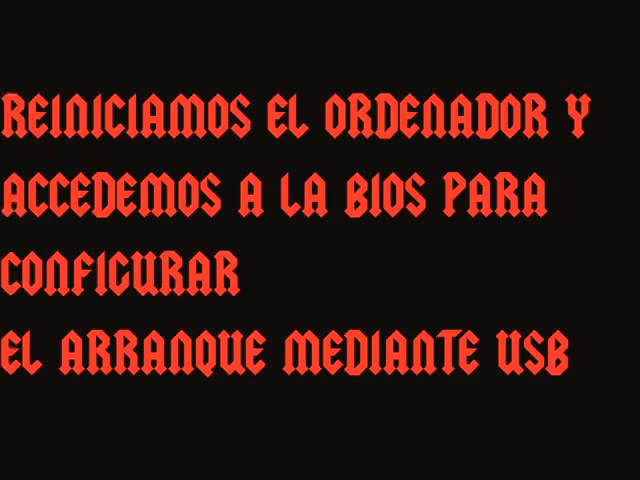 REINICIAMOS EL ORDENADOR Y
ACCEDEMOS A LA BIOS PARA
CONFIGURAR
EL ARRANQUE MEDIANTE USB